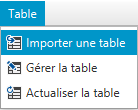 Table
Importer une table
Gérer la table
Actualiser la table